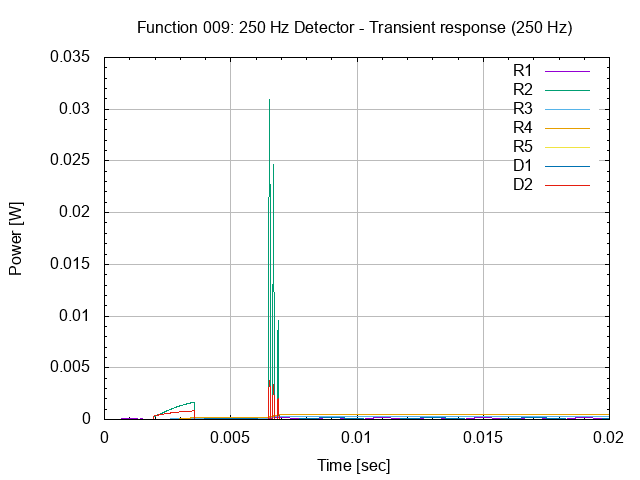 Function 009: 250 Hz Detector - Transient response (250 Hz)
0.035
0.03
0.025
0.02
0.015
0.01
0.005
0
0
0.005
0.01
0.015
0.02
Power [W]
Time [sec]
R1
R2
R3
R4
R5
D1
D2